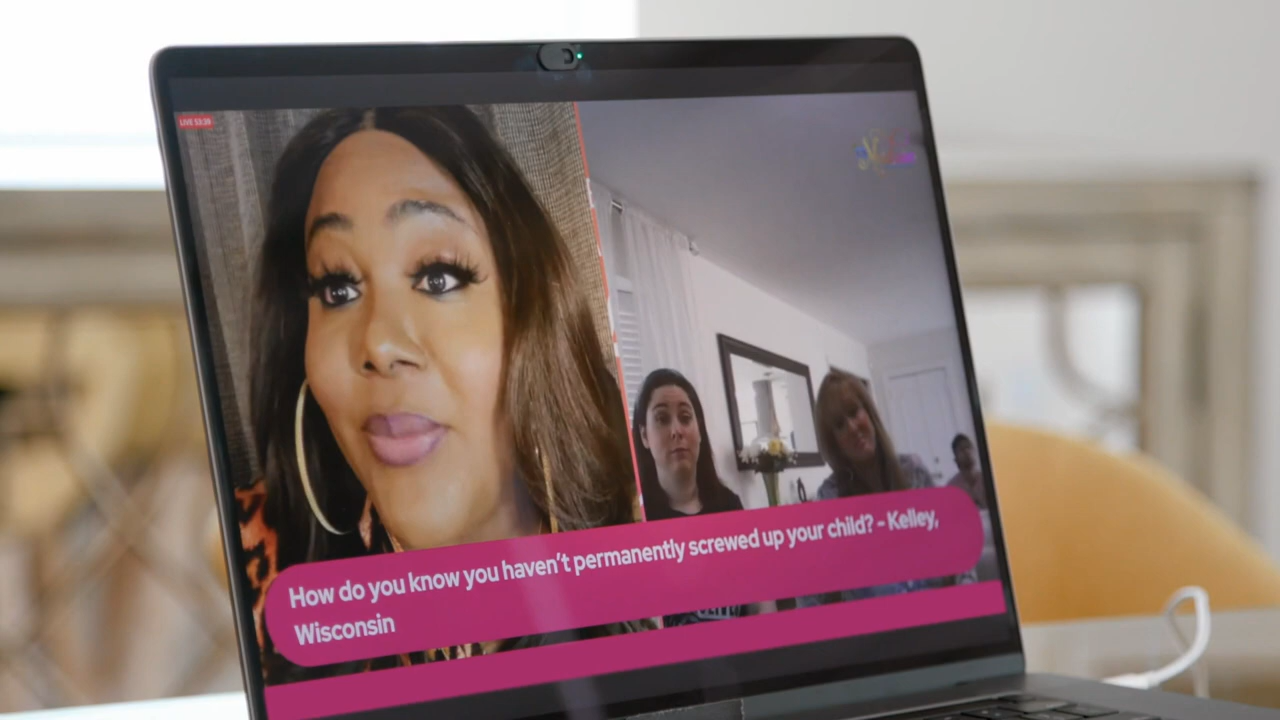 LIVE 53:39
How do you know you haven't permanently screwed up your child? - Kelley,
Wisconsin